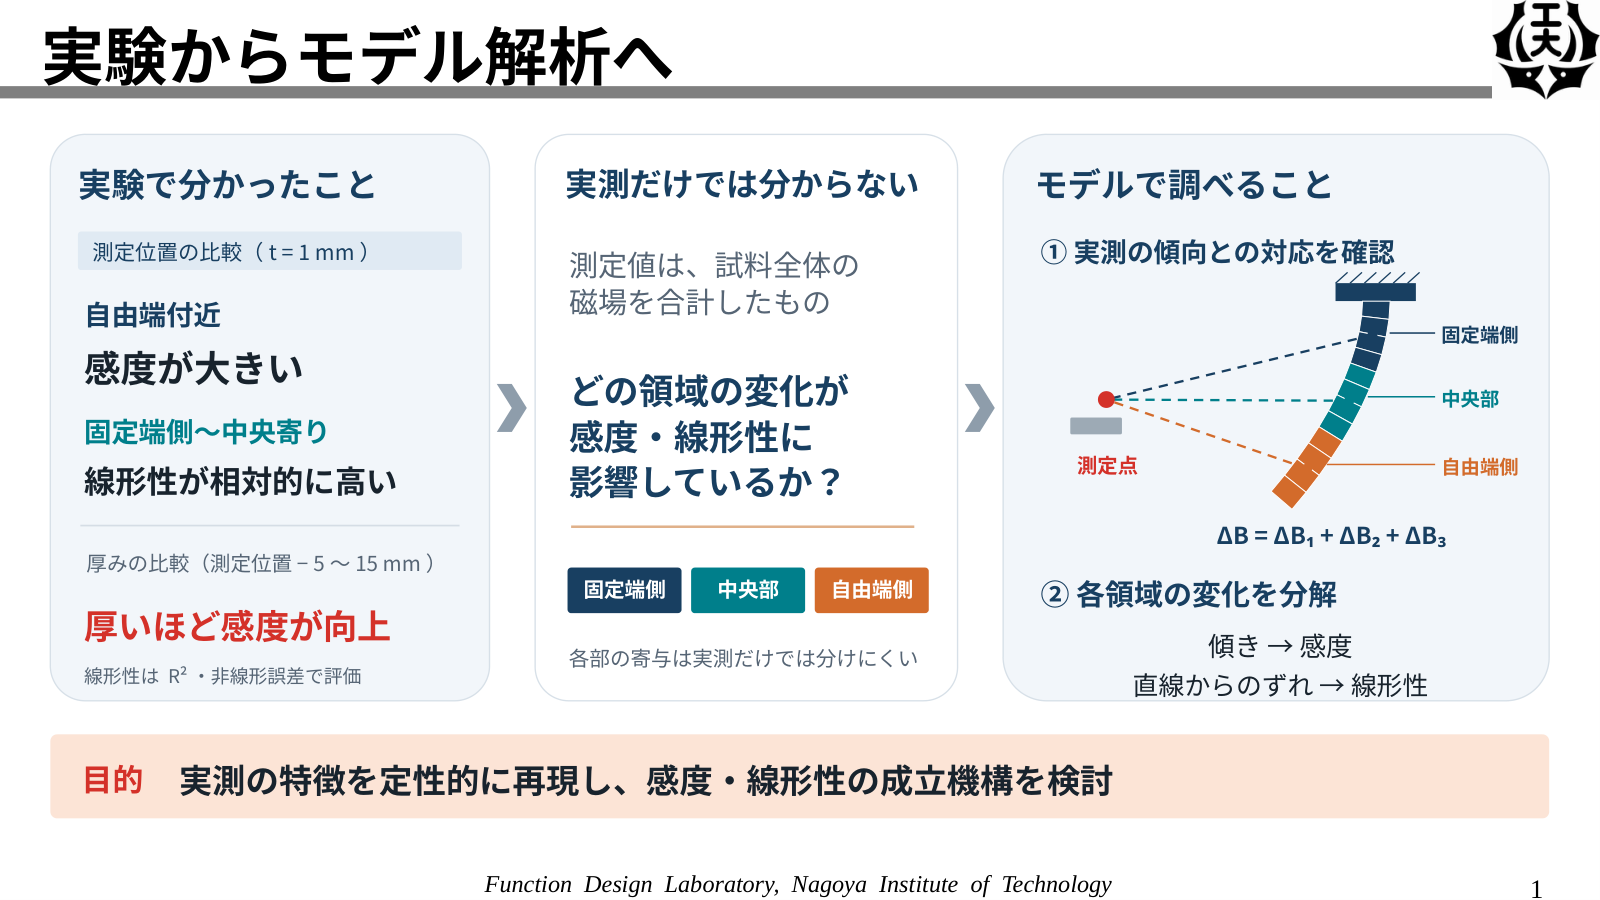 実験からモデル解析へ
実験で分かったこと
測定位置の比較（ t = 1 mm ）
自由端付近
感度が大きい
固定端側～中央寄り
線形性が相対的に高い
厚みの比較（測定位置 − 5 ～ 15 mm ）
厚いほど感度が向上
線形性は R² ・非線形誤差で評価
実測だけでは分からない
測定値は、試料全体の
磁場を合計したもの
どの領域の変化が
感度・線形性に
影響しているか？
固定端側 中央部 自由端側
各部の寄与は実測だけでは分けにくい
モデルで調べること
① 実測の傾向との対応を確認
固定端側
中央部
自由端側
測定点
ΔB = ΔB₁ + ΔB₂ + ΔB₃
② 各領域の変化を分解
傾き → 感度
直線からのずれ → 線形性
目的 実測の特徴を定性的に再現し、感度・線形性の成立機構を検討
Function Design Laboratory, Nagoya Institute of Technology
1